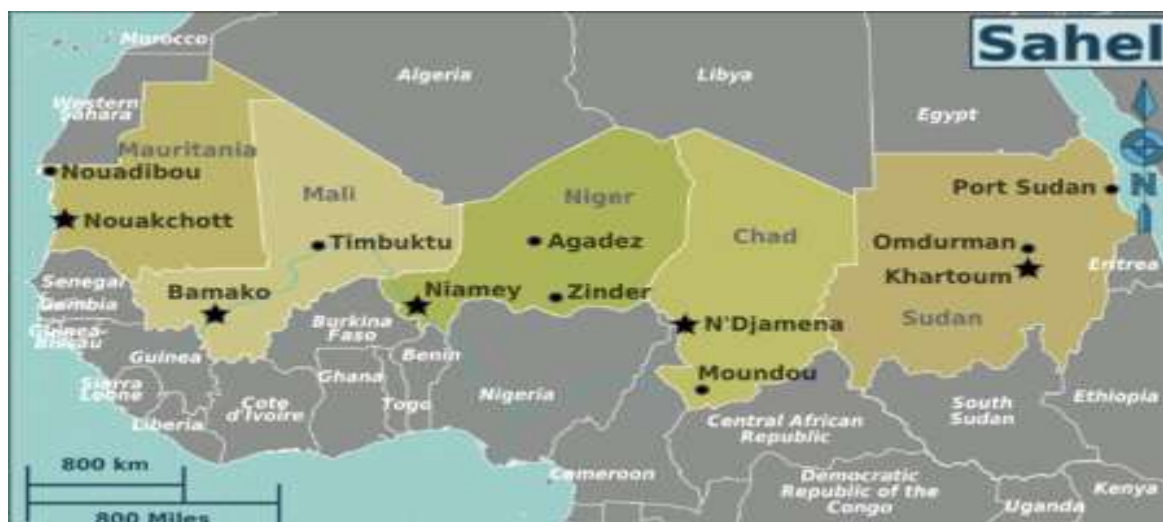 Sahel
Morocco
Algeria
Libya
Egypt
Western
Sahara
Mauritania
Nouadibou
Mali
Niger
Port Sudan
N
Nouakchott
Timbuktu
Agadez
Chad
Omdurman
Khartoum
Eritrea
Senegal
Gambia
Bamako
Niamey
Zinder
Guinea-
Bissau
Burkina
Faso
N'Djamena
Sudan
Guinea
Benin
Moundou
Sierra
Leone
Ghana
Nigeria
Ethiopia
Cote
d'Ivoire
Togo
South
Sudan
Liberia
Central African
Republic
800 km
Cameroon
Democratic
Republic of the
Congo
Kenya
Uganda
800 Miles